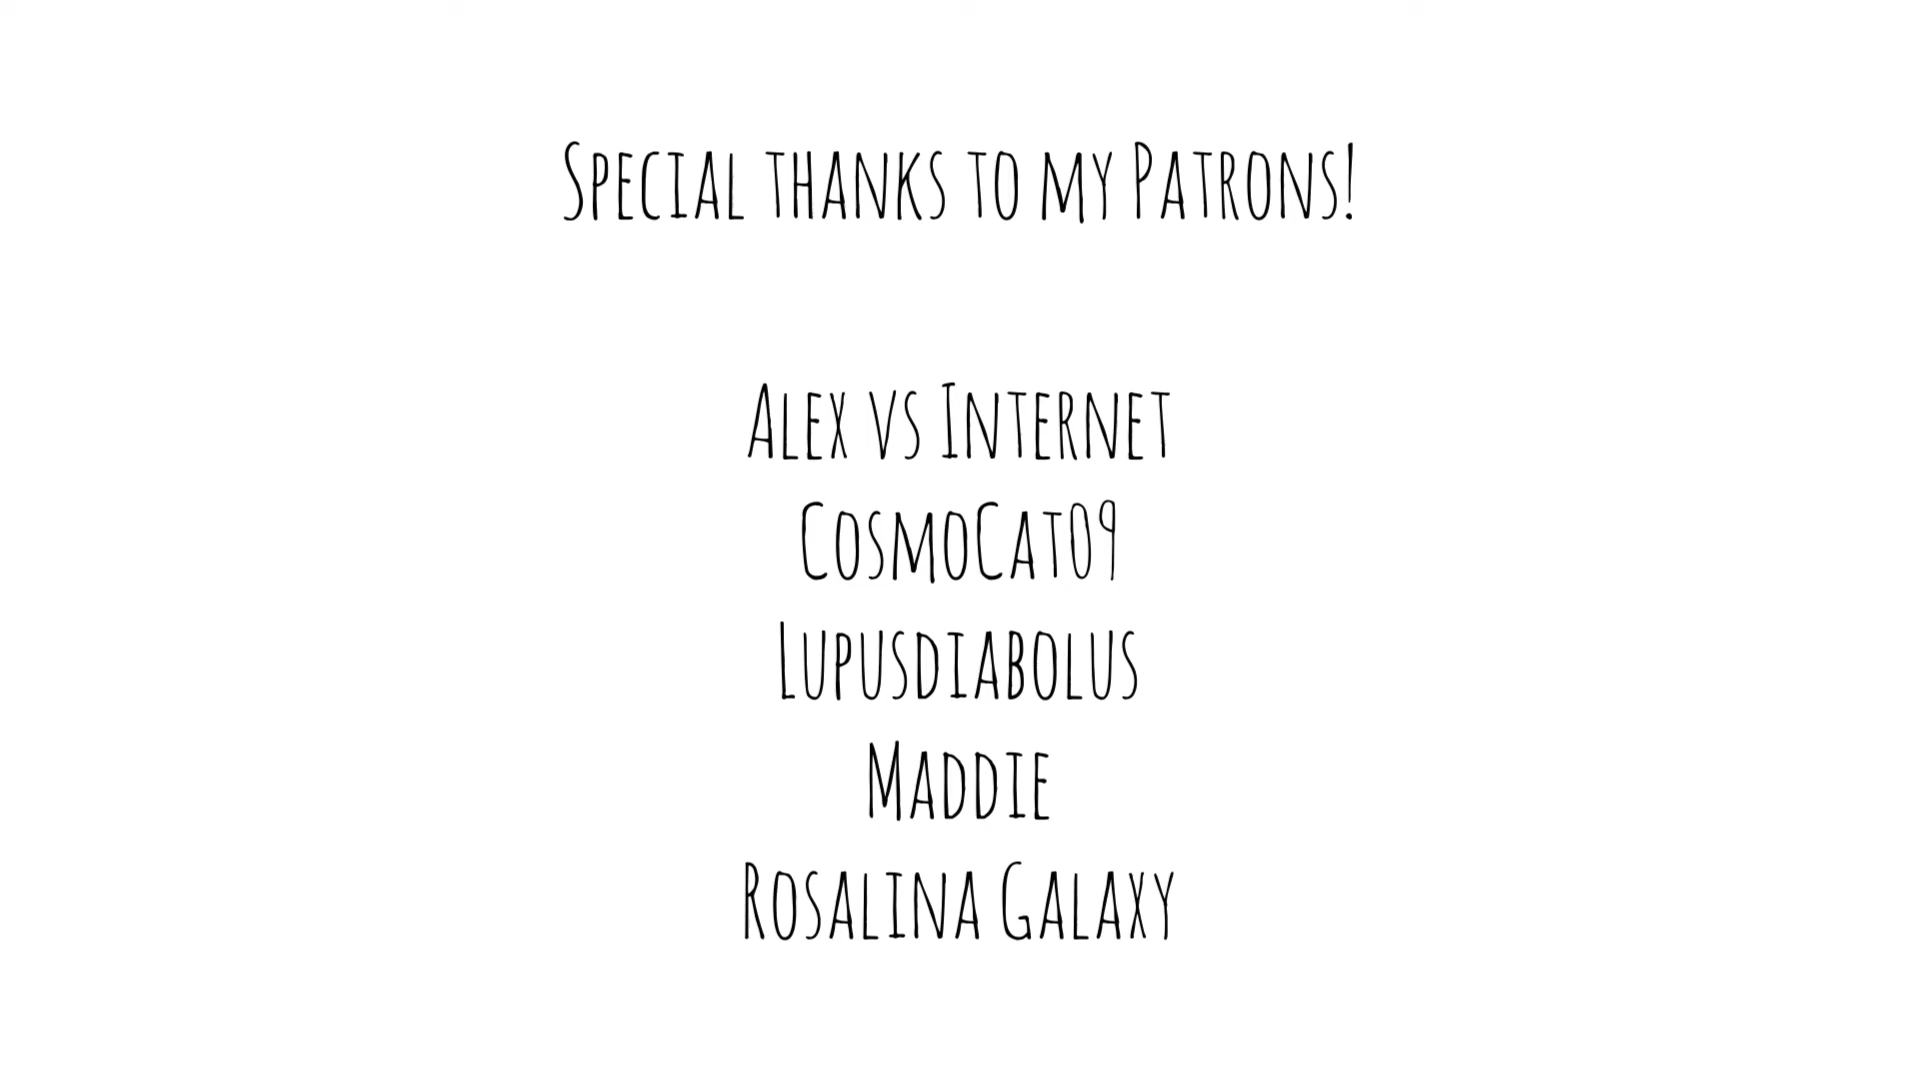 Special thanks to my Patrons!
Alex vs Internet
CosmoCat09
Lupusdiabolus
Maddie
Rosalina Galaxy